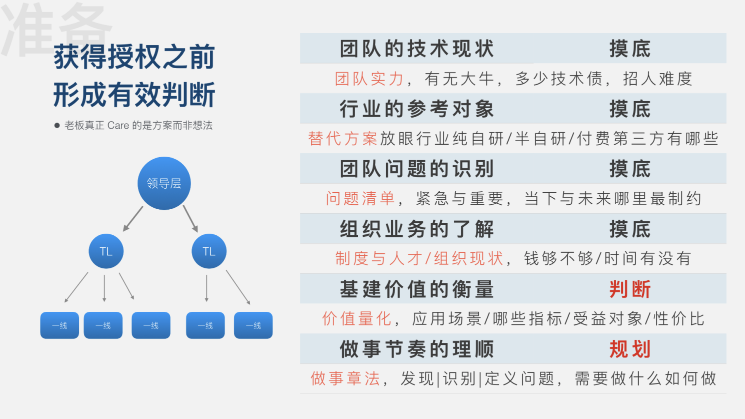 准备
获得授权之前
形成有效判断
● 老板真正 Care 的是方案而非想法
领导层
TL TL
一线 一线 一线 一线 一线
团队的技术现状 摸底
团队实力，有无大牛，多少技术债，招人难度
行业的参考对象 摸底
替代方案放眼行业纯自研/半自研/付费第三方有哪些
团队问题的识别 摸底
问题清单，紧急与重要，当下与未来哪里最制约
组织业务的了解 摸底
制度与人才/组织现状，钱够不够/时间有没有
基建价值的衡量 判断
价值量化，应用场景/哪些指标/受益对象/性价比
做事节奏的理顺 规划
做事章法，发现|识别|定义问题，需要做什么如何做